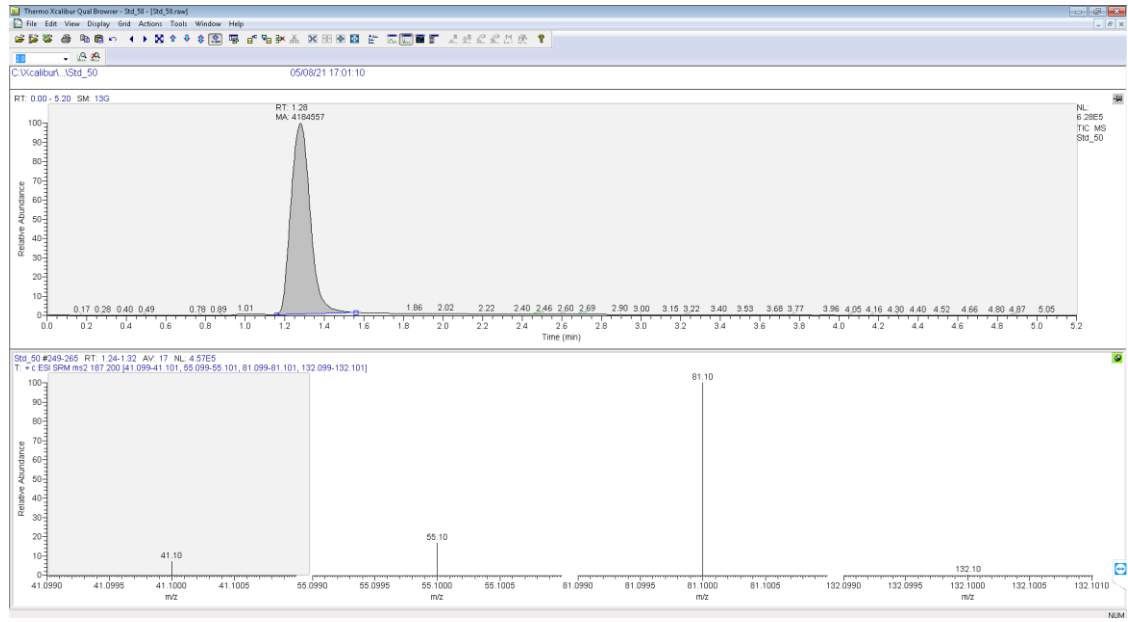 Thermo Xcalibur Qual Browser - Std_50 - [Std_50.raw]
File Edit View Display Grid Actions Tools Window Help
C:\Xcalibur\...\Std_50 05/08/21 17:01:10
RT: 0.00 - 5.20 SM: 13G
RT: 1.28
MA: 4184557
NL:
6.28E5
TIC MS
Std_50
100
90
80
70
60
50
40
30
20
10
0
Relative Abundance
0.17 0.28 0.40 0.49 0.78 0.89 1.01 1.86 2.02 2.22 2.40 2.46 2.60 2.69 2.90 3.00 3.15 3.22 3.40 3.53 3.68 3.77 3.96 4.05 4.16 4.30 4.40 4.52 4.66 4.80 4.87 5.05
0.0 0.2 0.4 0.6 0.8 1.0 1.2 1.4 1.6 1.8 2.0 2.2 2.4 2.6 2.8 3.0 3.2 3.4 3.6 3.8 4.0 4.2 4.4 4.6 4.8 5.0 5.2
Time (min)
Std_50 #249-265 RT: 1.24-1.32 AV: 17 NL: 4.57E5
T: + c ESI SRM ms2 187.200 [41.099-41.101, 55.099-55.101, 81.099-81.101, 132.099-132.101]
100
90
80
70
60
50
40
30
20
10
0
Relative Abundance
81.10
55.10
41.10
132.10
41.0990 41.0995 41.1000 41.1005 55.0990 55.0995 55.1000 55.1005 81.0990 81.0995 81.1000 81.1005 132.0990 132.0995 132.1000 132.1005 132.1010
m/z m/z m/z m/z
NUM